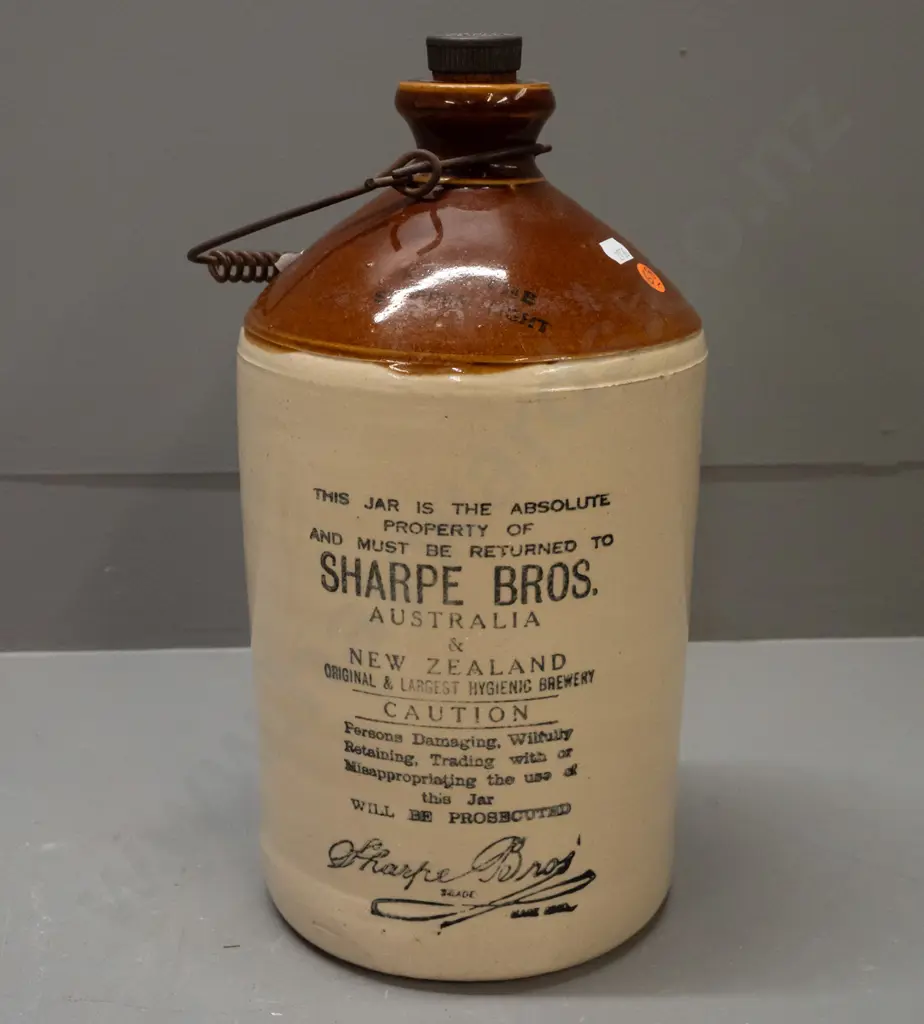 THIS JAR IS THE ABSOLUTE
PROPERTY OF
AND MUST BE RETURNED TO
SHARPE BROS.
AUSTRALIA
&
NEW ZEALAND
ORIGINAL & LARGEST HYGIENIC BREWERY
CAUTION
Persons Damaging, Wilfully
Retaining, Trading with or
Misappropriating the use of
this Jar
WILL BE PROSECUTED
Sharpe Bros
TRADE